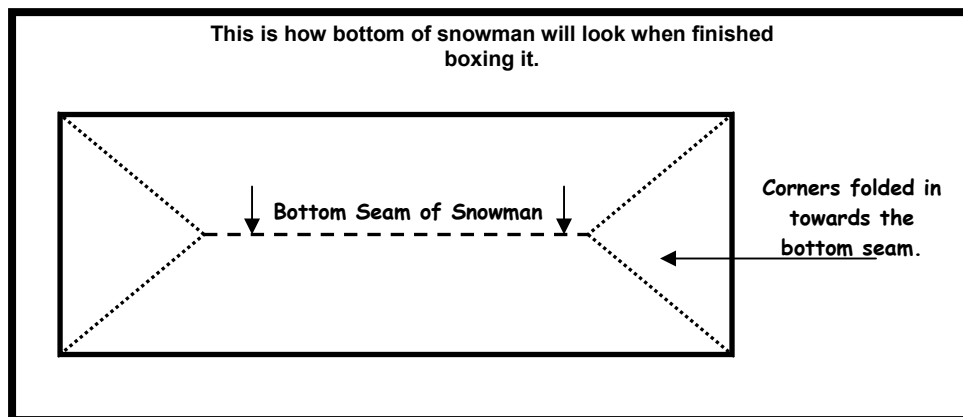 This is how bottom of snowman will look when finished
boxing it.
Bottom Seam of Snowman
Corners folded in
towards the
bottom seam.